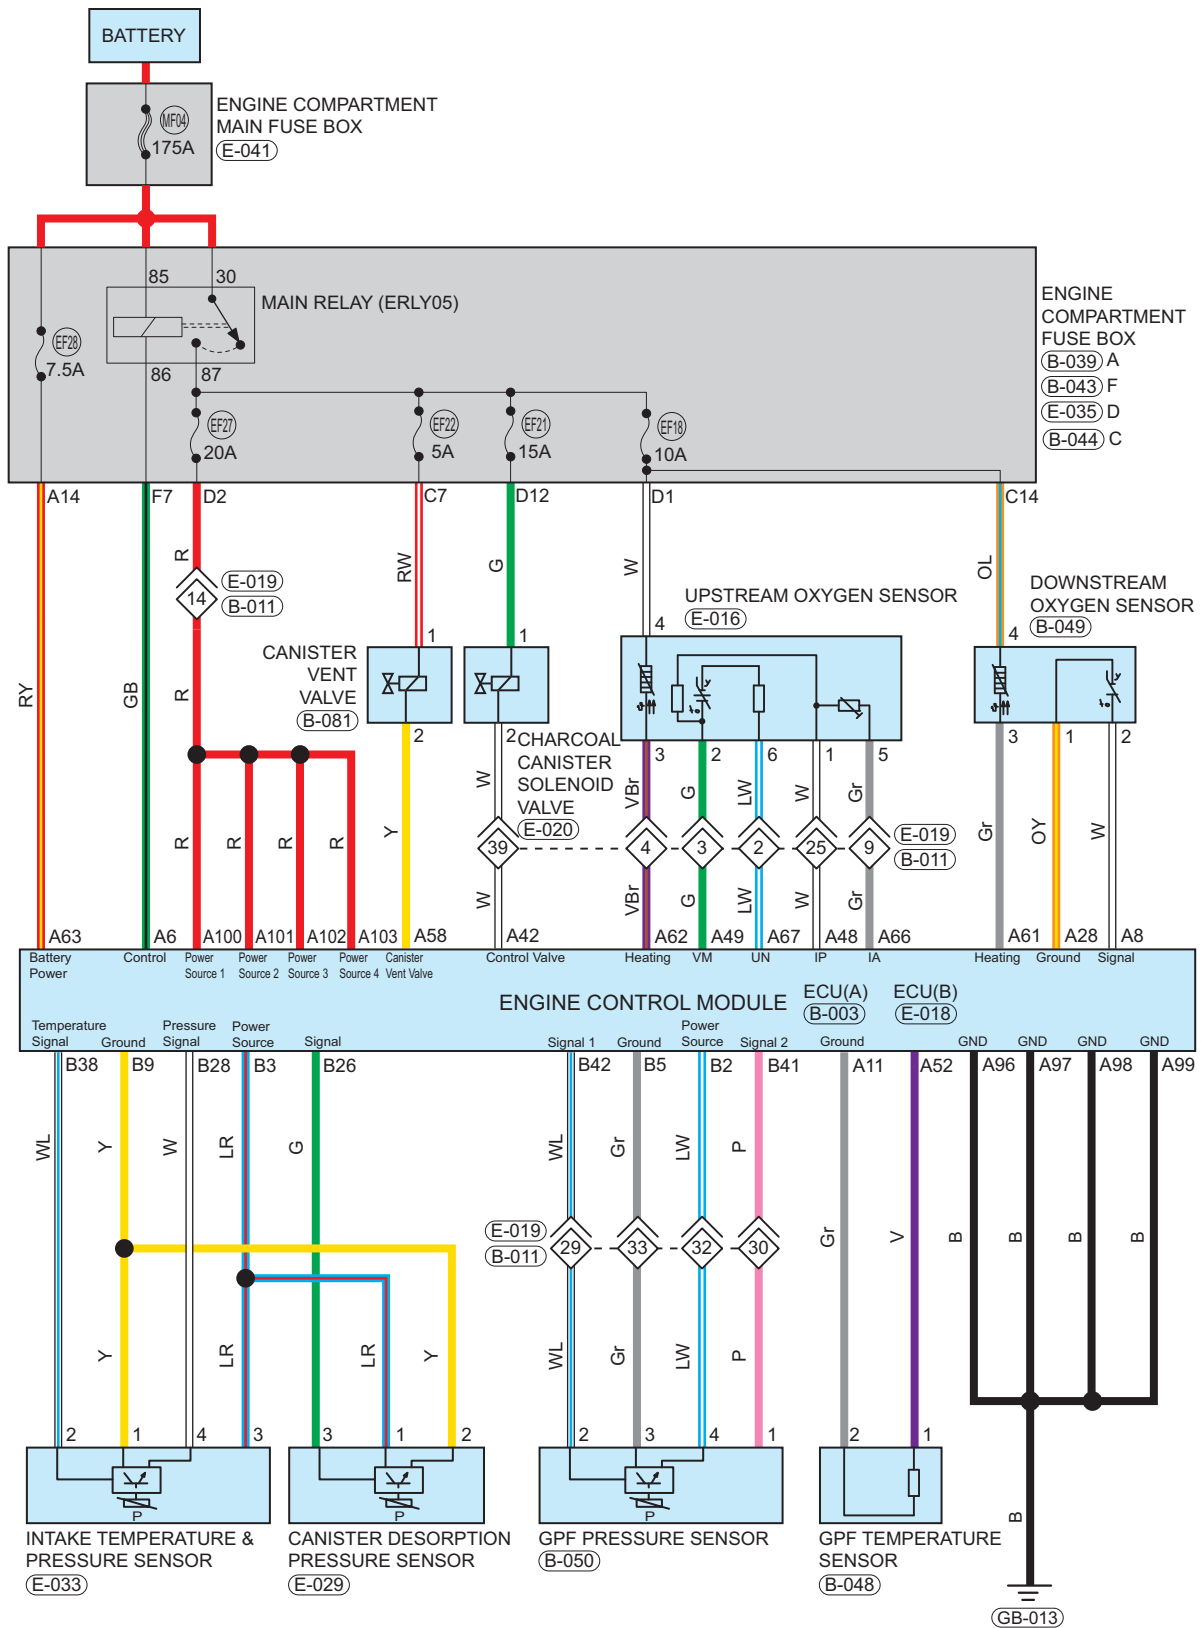 BATTERY
MF04
175A
ENGINE COMPARTMENT
MAIN FUSE BOX
E-041
85
30
MAIN RELAY (ERLY05)
86
87
EF28
7.5A
EF27
20A
EF22
5A
EF21
15A
EF18
10A
ENGINE
COMPARTMENT
FUSE BOX
B-039 A
B-043 F
E-035 D
B-044 C
A14
F7
D2
C7
D12
D1
C14
R
RW
G
W
OL
14
E-019
B-011
UPSTREAM OXYGEN SENSOR
E-016
DOWNSTREAM
OXYGEN SENSOR
B-049
1
1
4
4
CANISTER
VENT
VALVE
B-081
RY
GB
R
2
2
CHARCOAL
CANISTER
SOLENOID
VALVE
E-020
3
2
6
1
5
3
1
2
W
VBr
G
LW
W
Gr
R
R
R
R
Y
39
4
3
2
25
9
E-019
B-011
Gr
OY
W
W
VBr
G
LW
W
Gr
A63
A6
A100
A101
A102
A103
A58
A42
A62
A49
A67
A48
A66
A61
A28
A8
Battery
Power
Control
Power
Source 1
Power
Source 2
Power
Source 3
Power
Source 4
Canister
Vent Valve
Control Valve
Heating
VM
UN
IP
IA
Heating
Ground
Signal
ENGINE CONTROL MODULE
ECU(A)
B-003
ECU(B)
E-018
Temperature
Signal
Ground
Pressure
Signal
Power
Source
Signal
Signal 1
Ground
Power
Source
Signal 2
Ground
GND
GND
GND
GND
B38
B9
B28
B3
B26
B42
B5
B2
B41
A11
A52
A96
A97
A98
A99
WL
Y
W
LR
G
WL
Gr
LW
P
Gr
V
B
B
B
B
E-019
B-011
29
33
32
30
Y
LR
LR
Y
WL
Gr
LW
P
2
1
4
3
3
1
2
2
3
4
1
2
1
P
P
P
B
INTAKE TEMPERATURE &
PRESSURE SENSOR
E-033
CANISTER DESORPTION
PRESSURE SENSOR
E-029
GPF PRESSURE SENSOR
B-050
GPF TEMPERATURE
SENSOR
B-048
GB-013